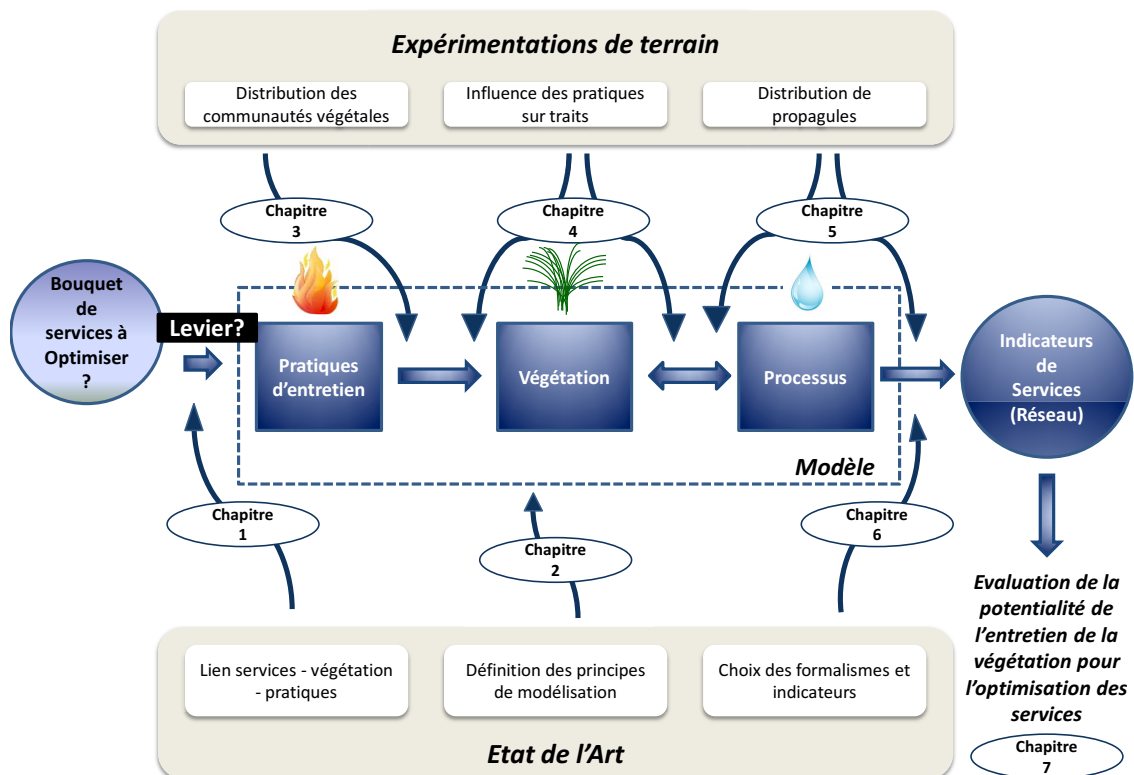 Expérimentations de terrain
Distribution des
communautés végétales
Influence des pratiques
sur traits
Distribution de
propagules
Chapitre
3
Chapitre
4
Chapitre
5
Bouquet
de
services à
Optimiser
?
Levier?
Pratiques
d'entretien
Végétation
Processus
Indicateurs
de
Services
(Réseau)
Modèle
Chapitre
1
Chapitre
2
Chapitre
6
Evaluation de la
potentialité de
l'entretien de la
végétation pour
l'optimisation des
services
Chapitre
7
Lien services - végétation
- pratiques
Définition des principes
de modélisation
Choix des formalismes et
indicateurs
Etat de l'Art